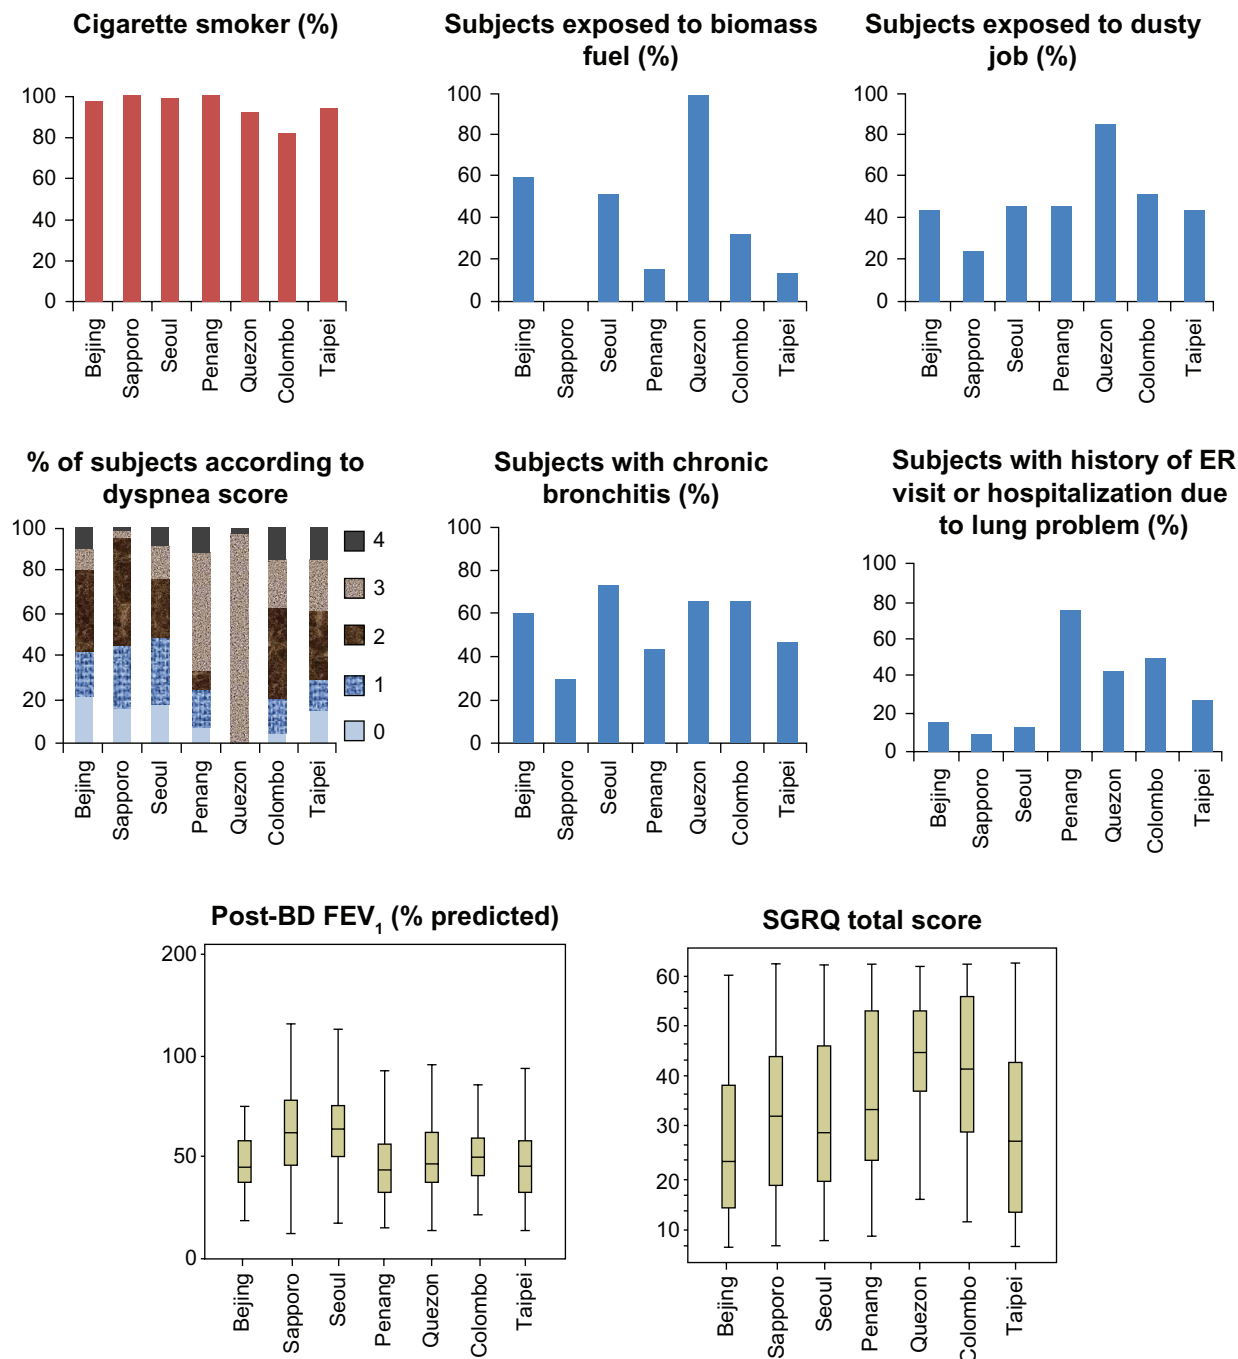 Cigarette smoker (%)
100
80
60
40
20
0
Bejing
Sapporo
Seoul
Penang
Quezon
Colombo
Taipei
Subjects exposed to biomass
fuel (%)
100
80
60
40
20
0
Bejing
Sapporo
Seoul
Penang
Quezon
Colombo
Taipei
Subjects exposed to dusty
job (%)
100
80
60
40
20
0
Bejing
Sapporo
Seoul
Penang
Quezon
Colombo
Taipei
% of subjects according to
dyspnea score
100
80
60
40
20
0
Bejing
Sapporo
Seoul
Penang
Quezon
Colombo
Taipei
4
3
2
1
0
Subjects with chronic
bronchitis (%)
100
80
60
40
20
0
Bejing
Sapporo
Seoul
Penang
Quezon
Colombo
Taipei
Subjects with history of ER
visit or hospitalization due
to lung problem (%)
100
80
60
40
20
0
Bejing
Sapporo
Seoul
Penang
Quezon
Colombo
Taipei
Post-BD FEV1 (% predicted)
200
100
50
0
Bejing
Sapporo
Seoul
Penang
Quezon
Colombo
Taipei
SGRQ total score
60
50
40
30
20
10
Bejing
Sapporo
Seoul
Penang
Quezon
Colombo
Taipei